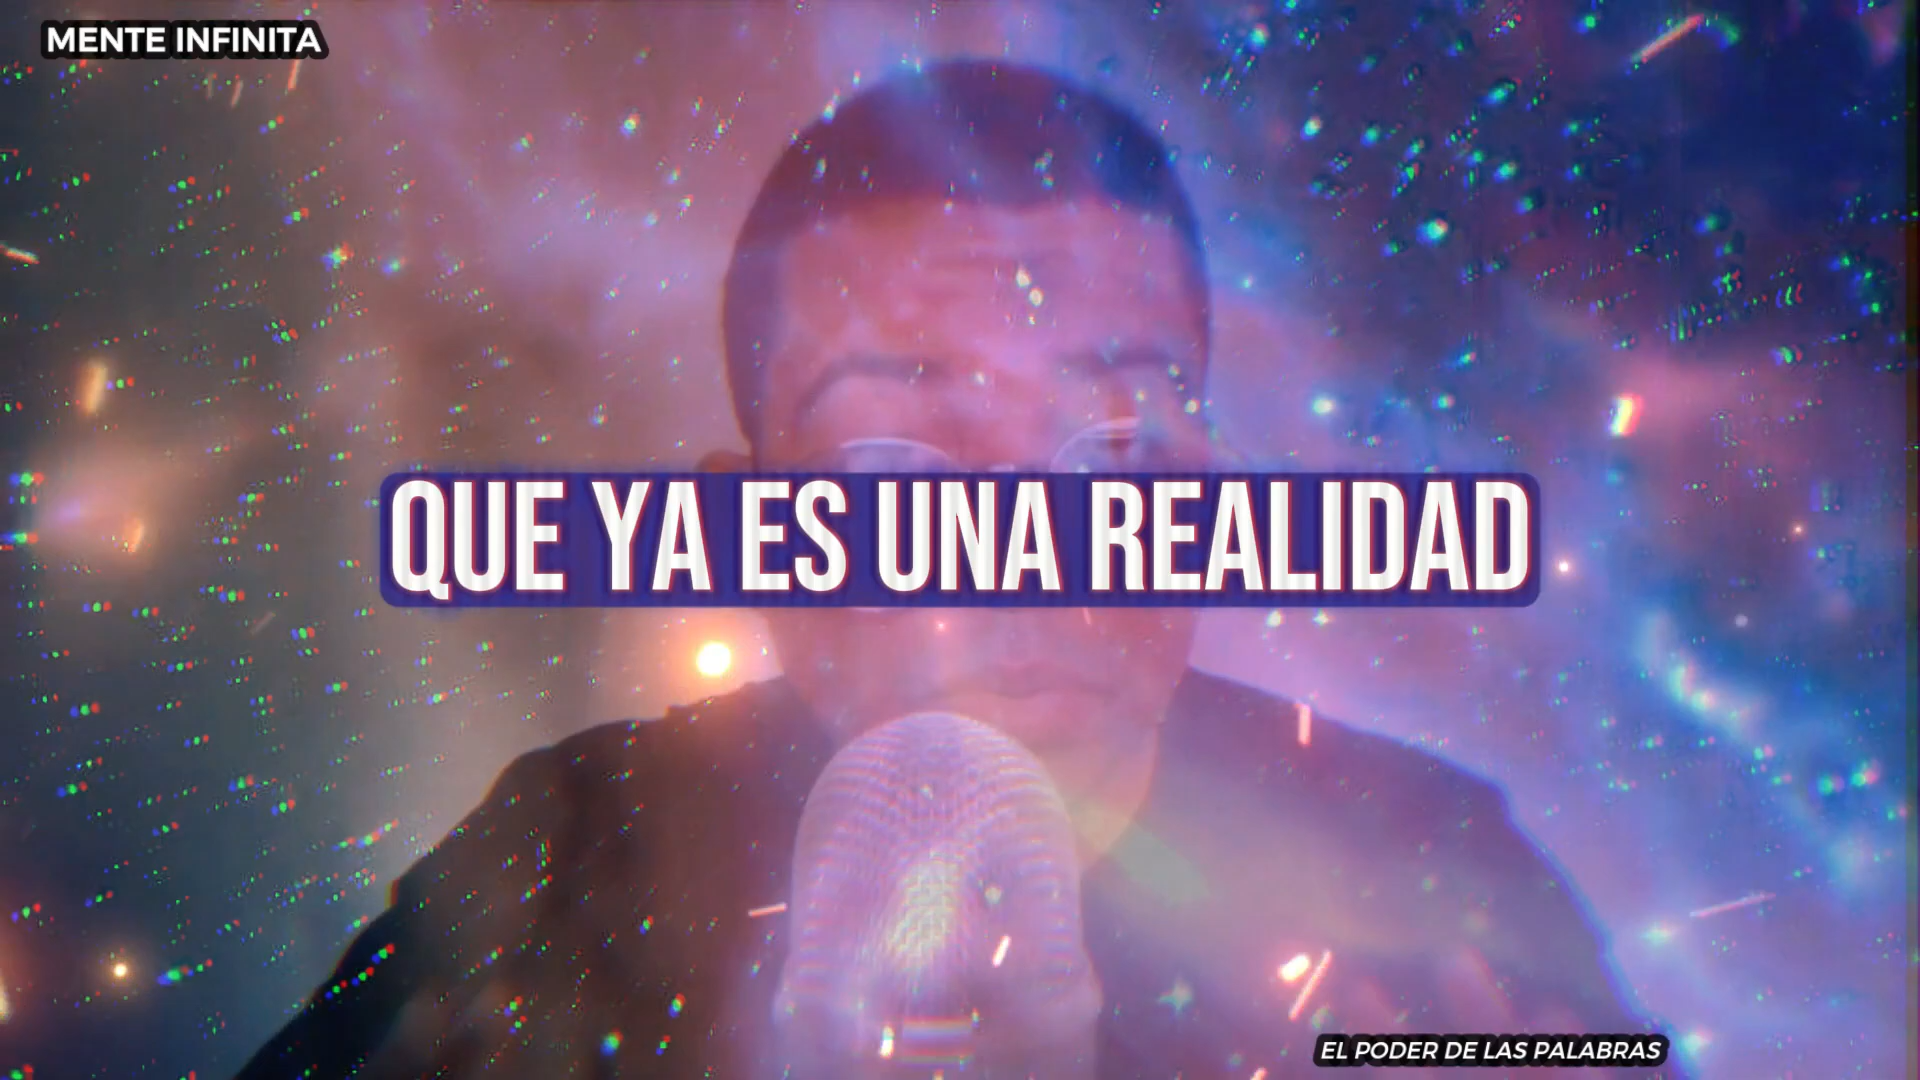 MENTE INFINITA
QUE YA ES UNA REALIDAD
EL PODER DE LAS PALABRAS